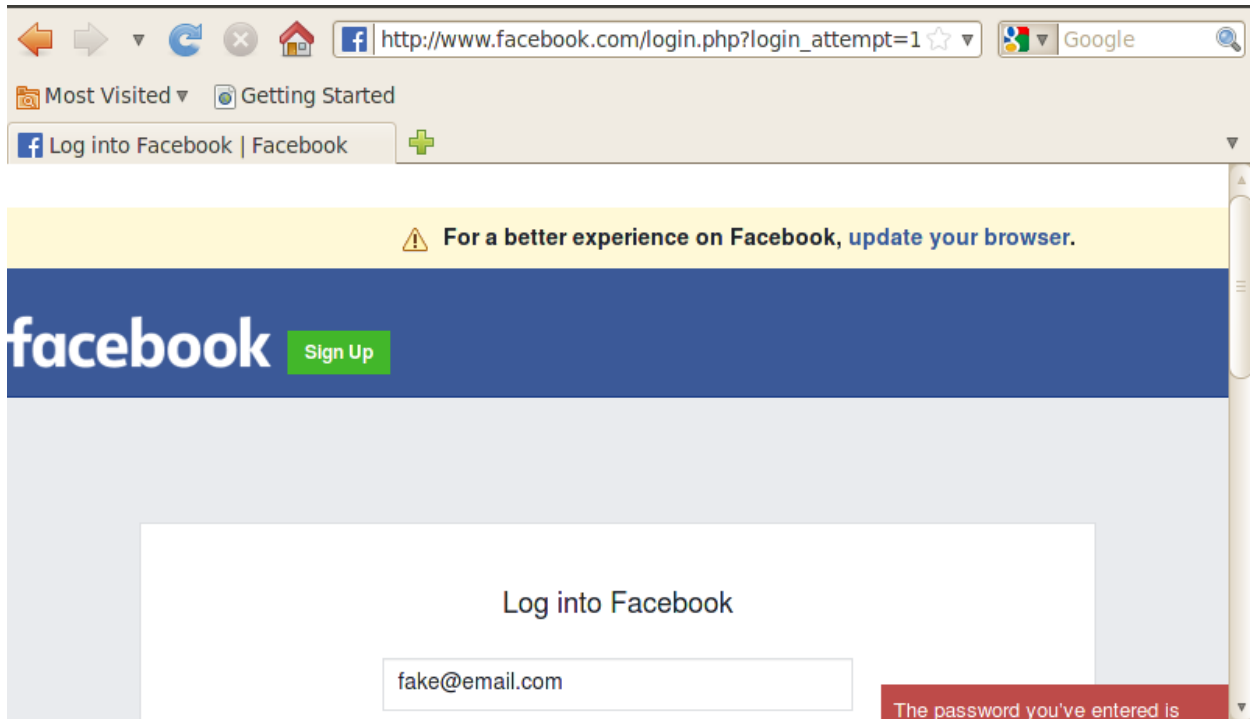 http://www.facebook.com/login.php?login_attempt=1
Google
Most Visited
Getting Started
Log into Facebook | Facebook
For a better experience on Facebook, update your browser.
facebook
Sign Up
Log into Facebook
fake@email.com
The password you've entered is